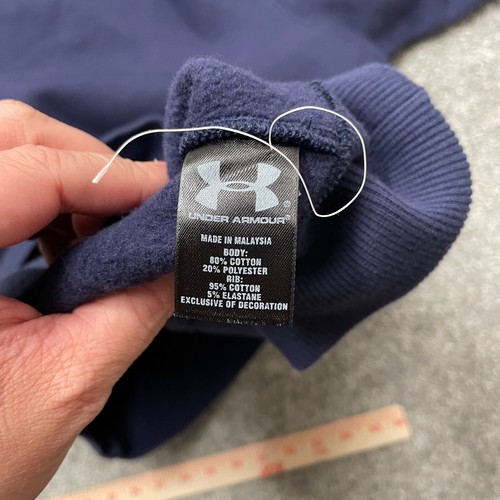 UNDER ARMOUR®
MADE IN MALAYSIA
BODY:
80% COTTON
20% POLYESTER
RIB:
95% COTTON
5% ELASTANE
EXCLUSIVE OF DECORATION